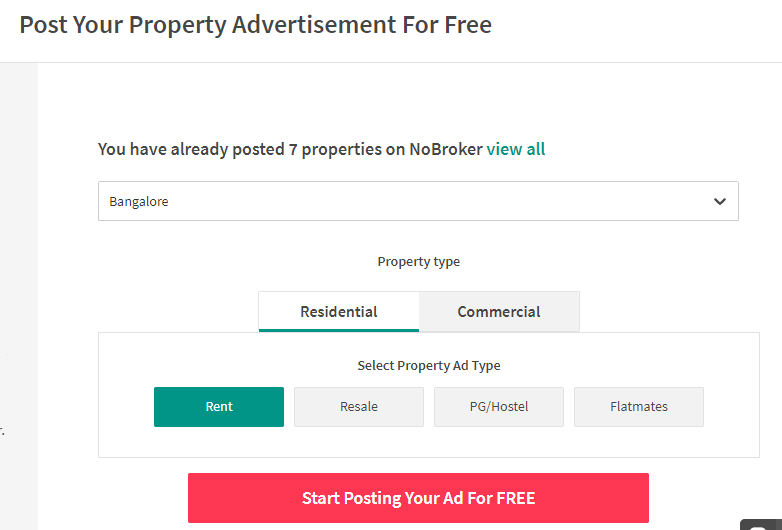 Post Your Property Advertisement For Free
You have already posted 7 properties on NoBroker view all
Bangalore
Property type
Residential Commercial
Select Property Ad Type
Rent Resale PG/Hostel Flatmates
Start Posting Your Ad For FREE